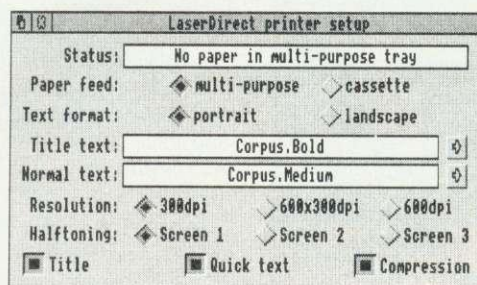 LaserDirect printer setup
Status: No paper in multi-purpose tray
Paper feed: multi-purpose cassette
Text format: portrait landscape
Title text: Corpus.Bold
Normal text: Corpus.Medium
Resolution: 300dpi 600x300dpi 600dpi
Halftoning: Screen 1 Screen 2 Screen 3
Title Quick text Compression